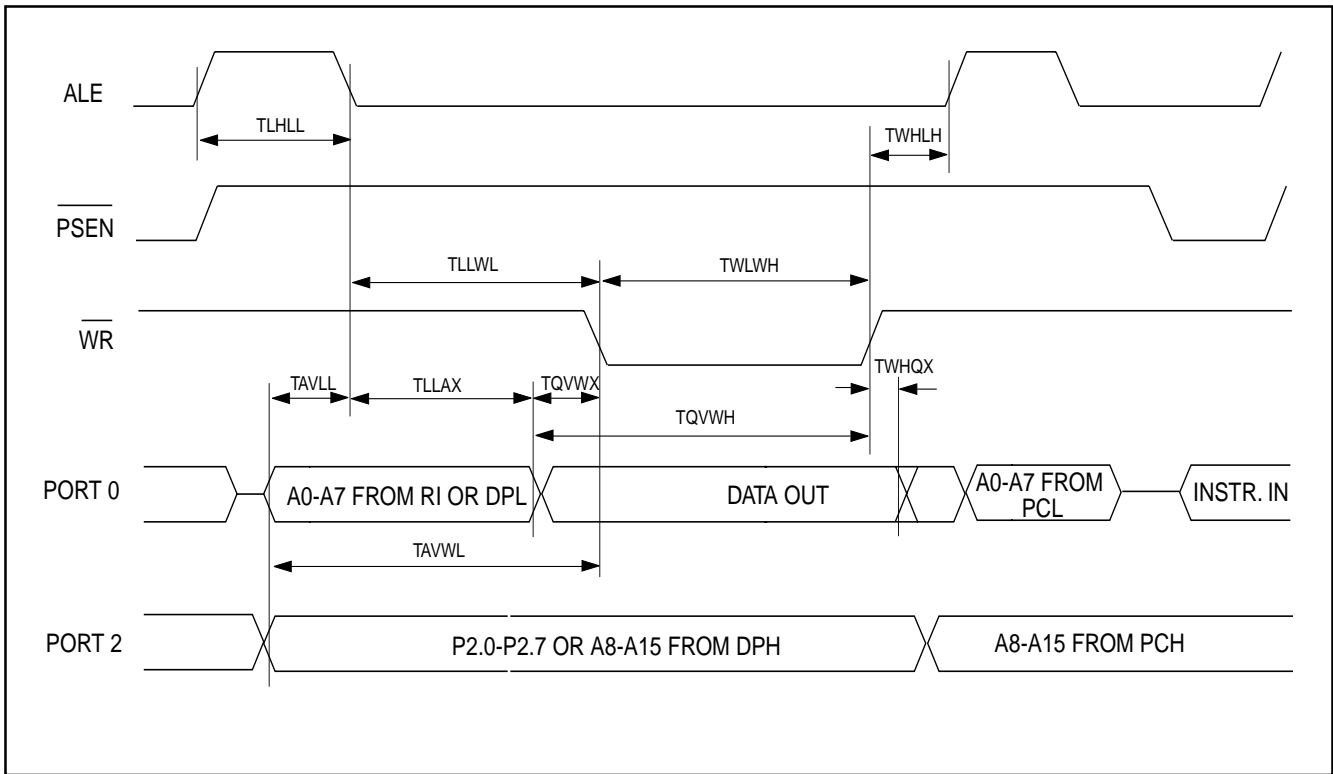 ALE
TLHLL
TWHLH
PSEN
TLLWL
TWLWH
WR
TAVLL
TLLAX
TQVWX
TWHQX
TQVWH
PORT 0
A0-A7 FROM RI OR DPL
DATA OUT
A0-A7 FROM
PCL
INSTR. IN
TAVWL
PORT 2
P2.0-P2.7 OR A8-A15 FROM DPH
A8-A15 FROM PCH